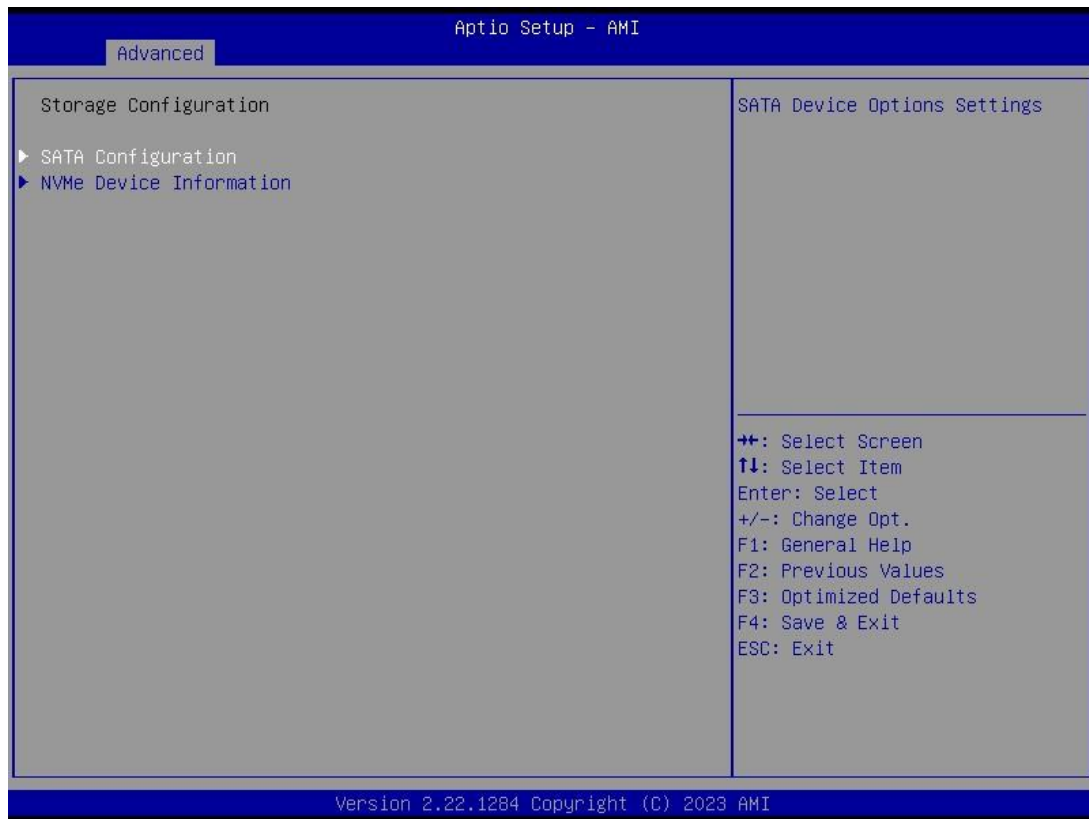 Aptio Setup - AMI
Advanced
Storage Configuration
▶ SATA Configuration
▶ NVMe Device Information
SATA Device Options Settings
→←: Select Screen
↑↓: Select Item
Enter: Select
+/-: Change Opt.
F1: General Help
F2: Previous Values
F3: Optimized Defaults
F4: Save & Exit
ESC: Exit
Version 2.22.1284 Copyright (C) 2023 AMI